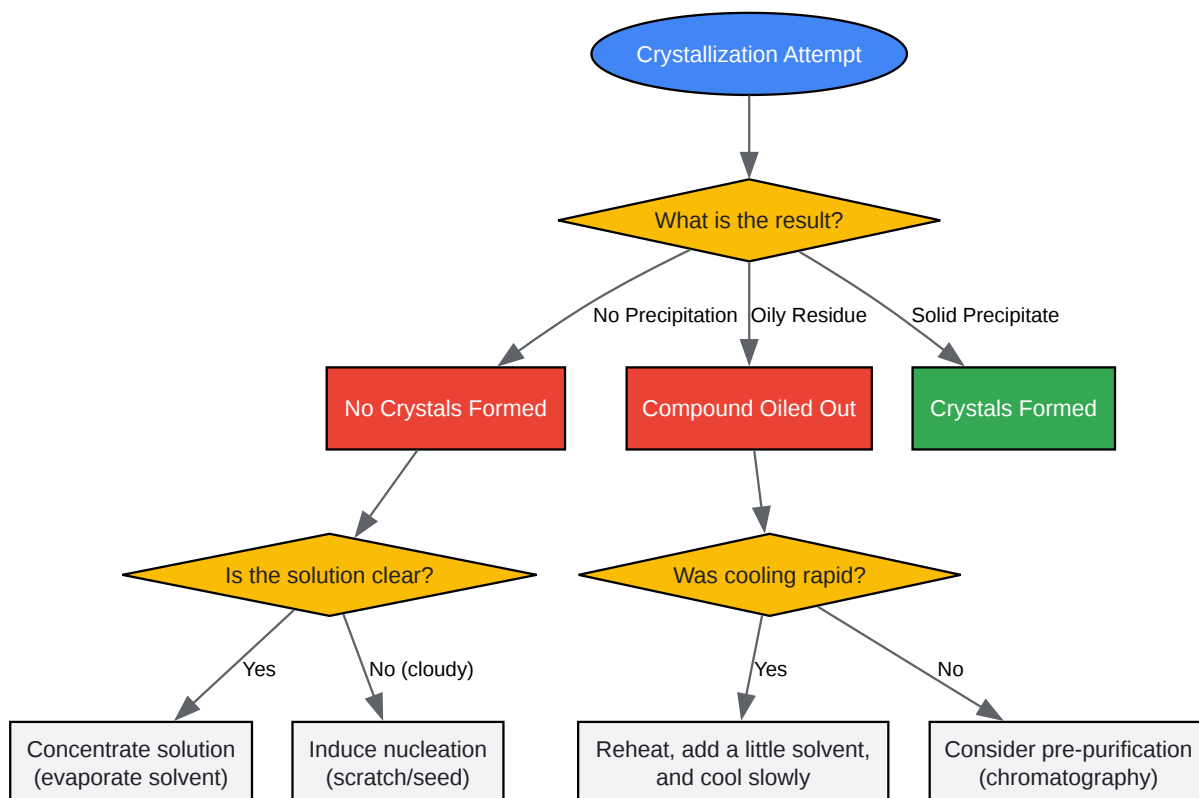 Crystallization Attempt
What is the result?
No Precipitation
Oily Residue
Solid Precipitate
No Crystals Formed
Compound Oiled Out
Crystals Formed
Is the solution clear?
Was cooling rapid?
Yes
No (cloudy)
Yes
No
Concentrate solution
(evaporate solvent)
Induce nucleation
(scratch/seed)
Reheat, add a little solvent,
and cool slowly
Consider pre-purification
(chromatography)